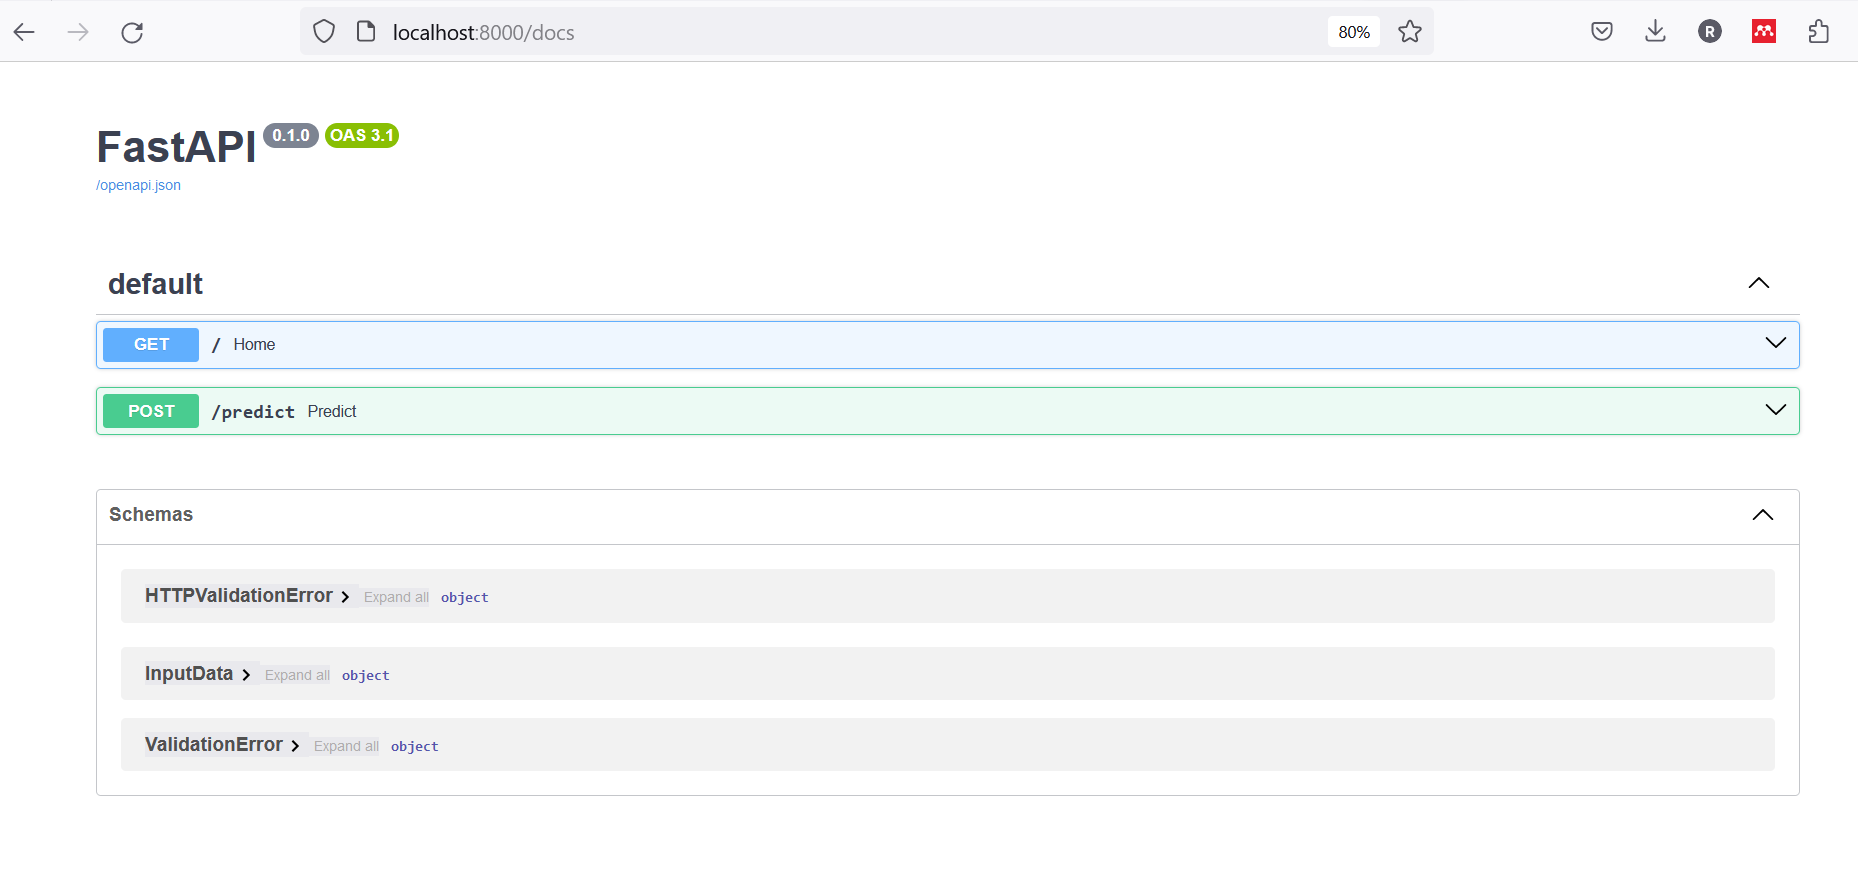 localhost:8000/docs 80% R
FastAPI 0.1.0 OAS 3.1
/openapi.json
default
GET / Home
POST /predict Predict
Schemas
HTTPValidationError Expand all object
InputData Expand all object
ValidationError Expand all object